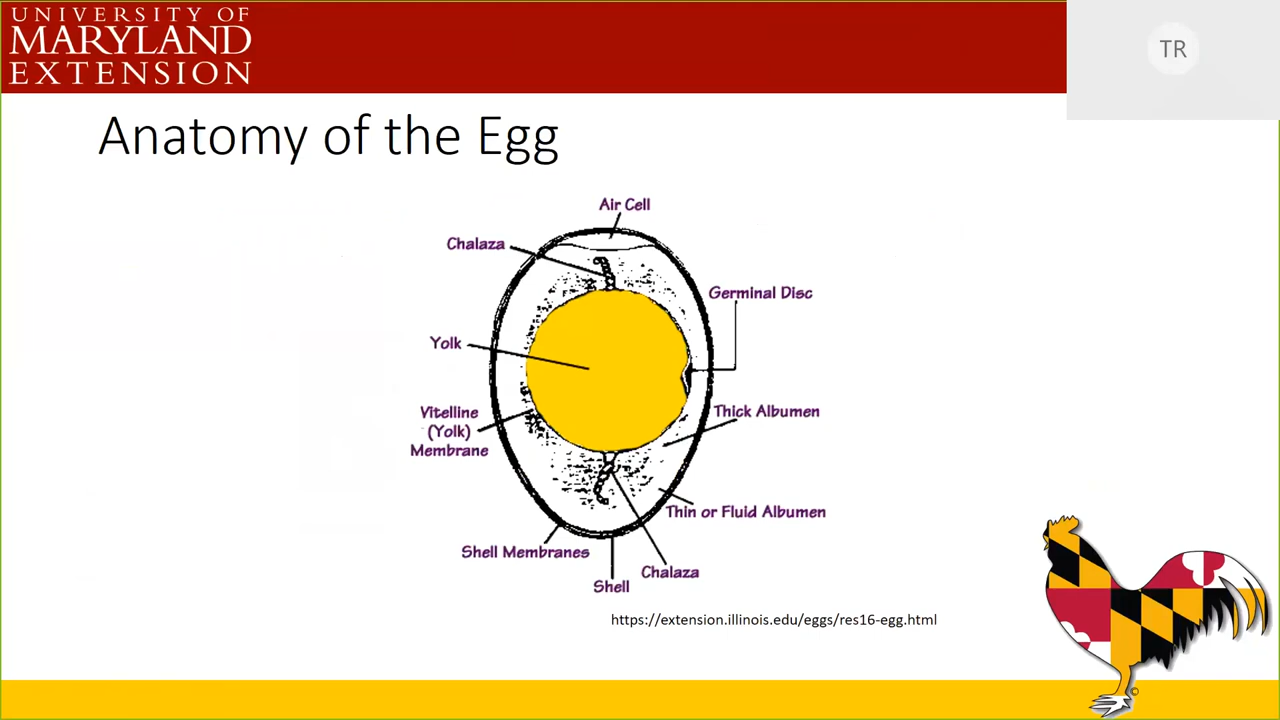 UNIVERSITY OF
MARYLAND
EXTENSION
TR
Anatomy of the Egg
Air Cell
Chalaza
Germinal Disc
Yolk
Vitelline
(Yolk)
Membrane
Thick Albumen
Thin or Fluid Albumen
Shell Membranes
Chalaza
Shell
https://extension.illinois.edu/eggs/res16-egg.html
©